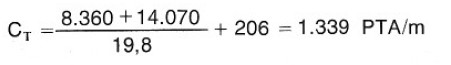 C_T = (8.360 + 14.070) / 19,8 + 206 = 1.339 PTA/m